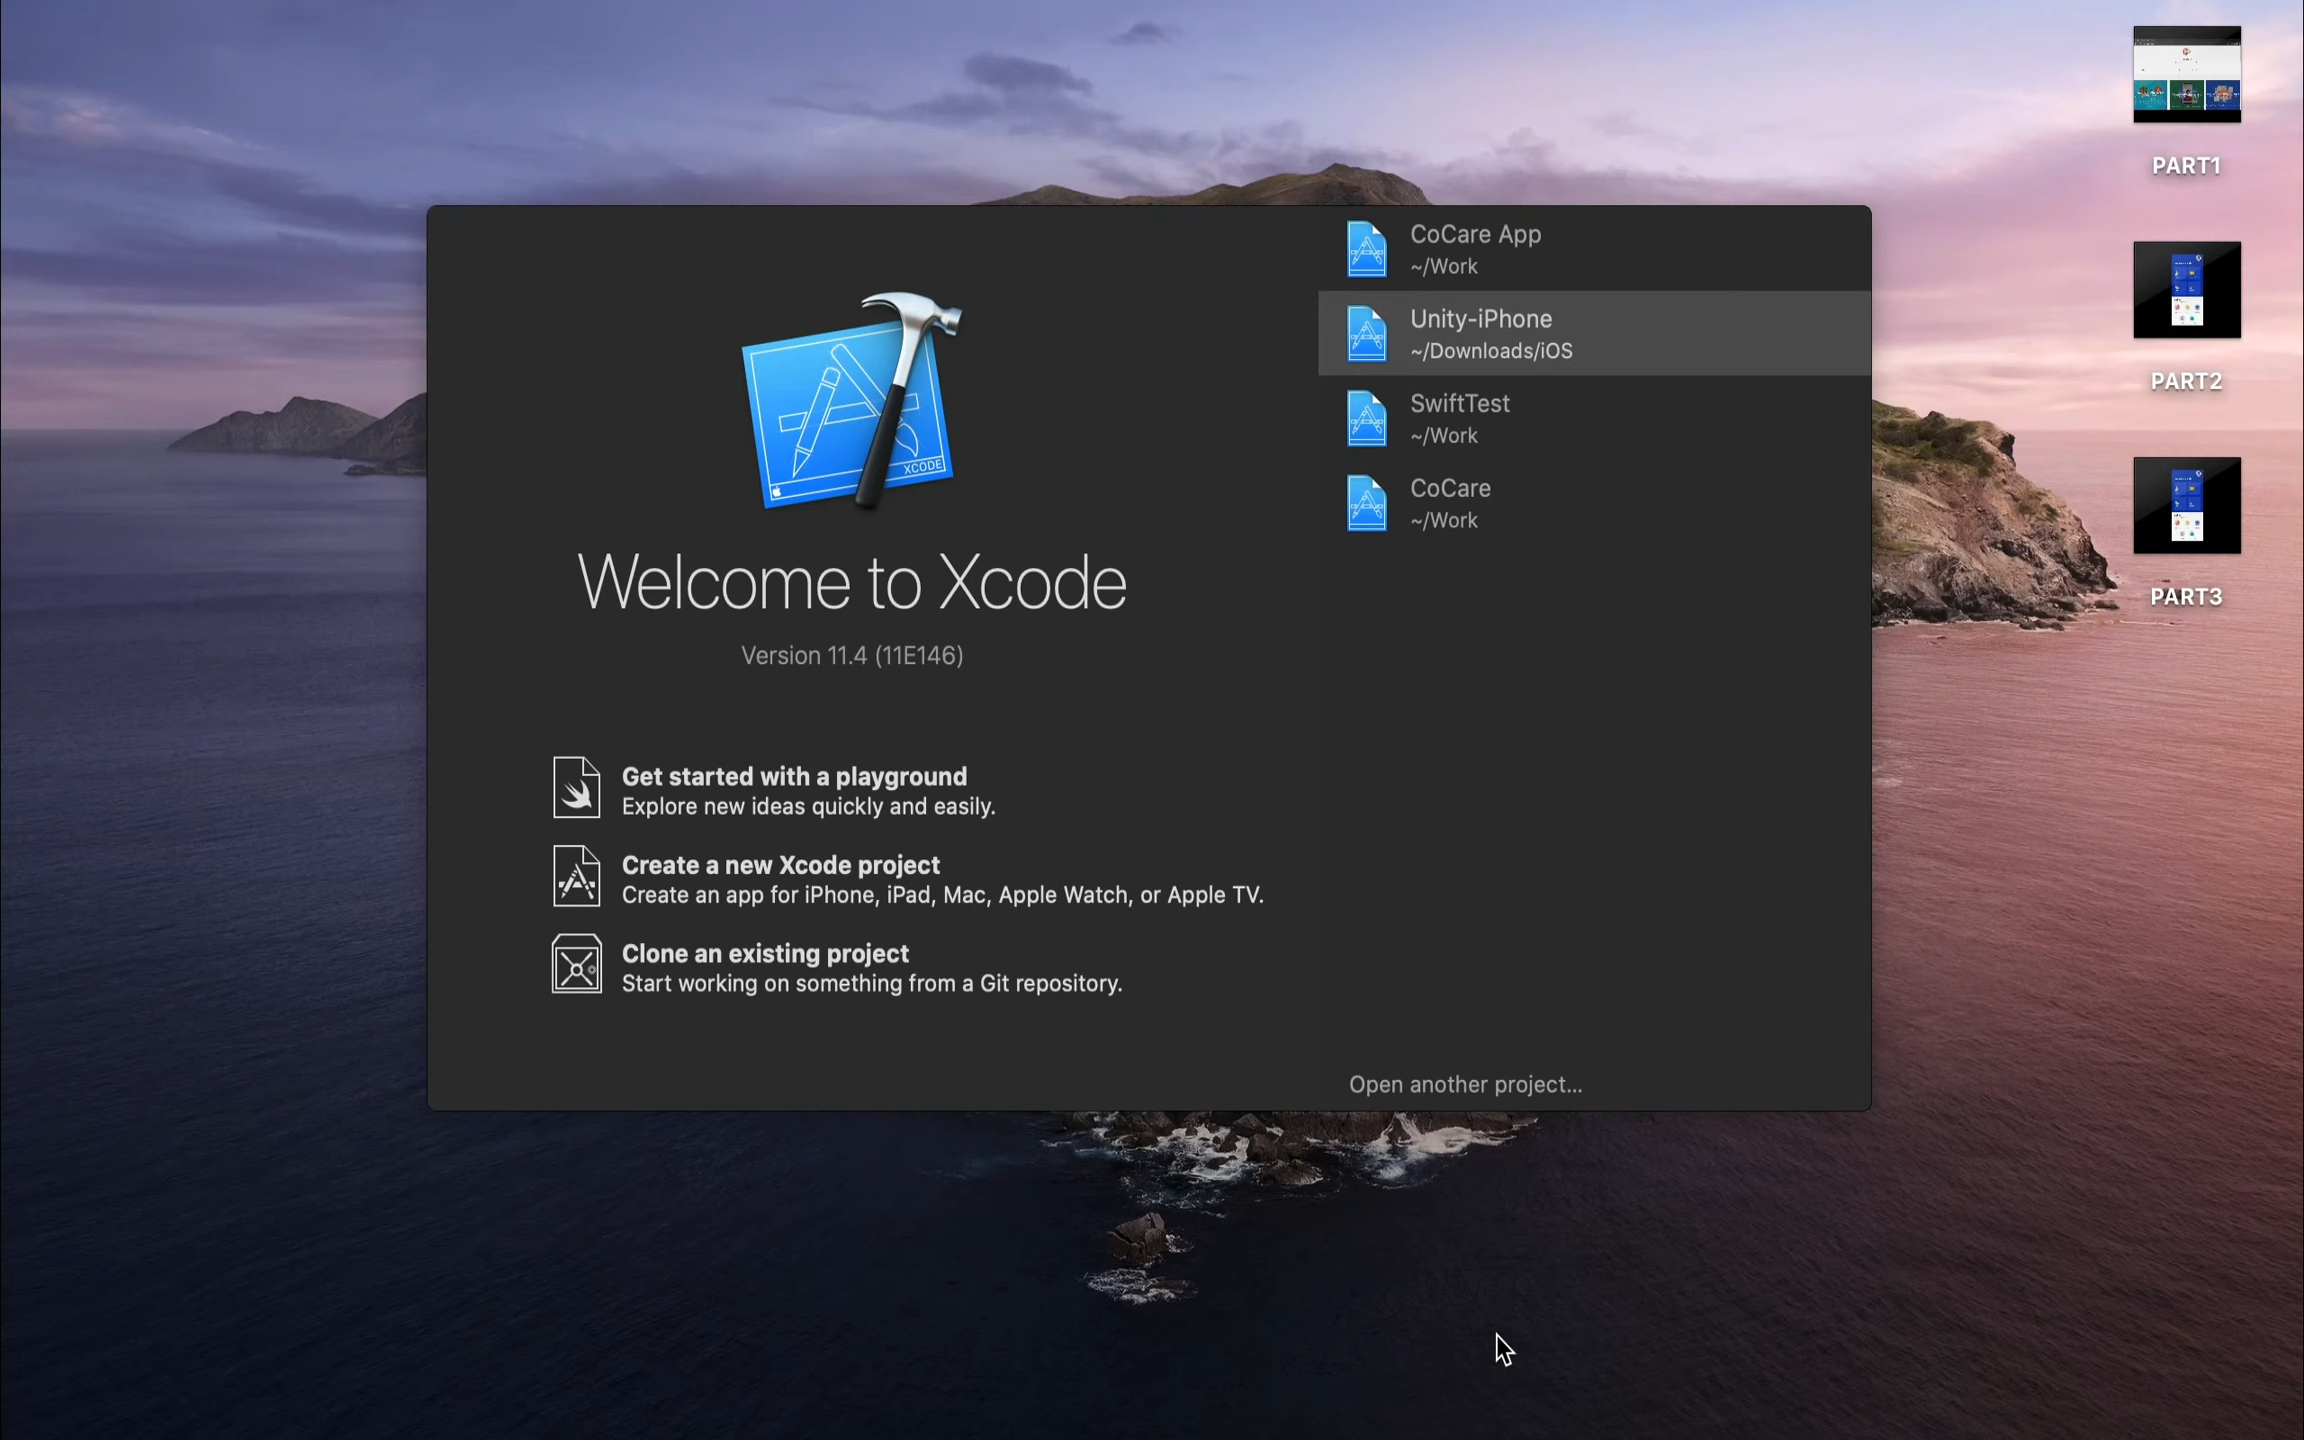 XCODE
Welcome to Xcode
Version 11.4 (11E146)
Get started with a playground
Explore new ideas quickly and easily.
Create a new Xcode project
Create an app for iPhone, iPad, Mac, Apple Watch, or Apple TV.
Clone an existing project
Start working on something from a Git repository.
CoCare App
~/Work
Unity-iPhone
~/Downloads/iOS
SwiftTest
~/Work
CoCare
~/Work
Open another project...
PART1
PART2
PART3